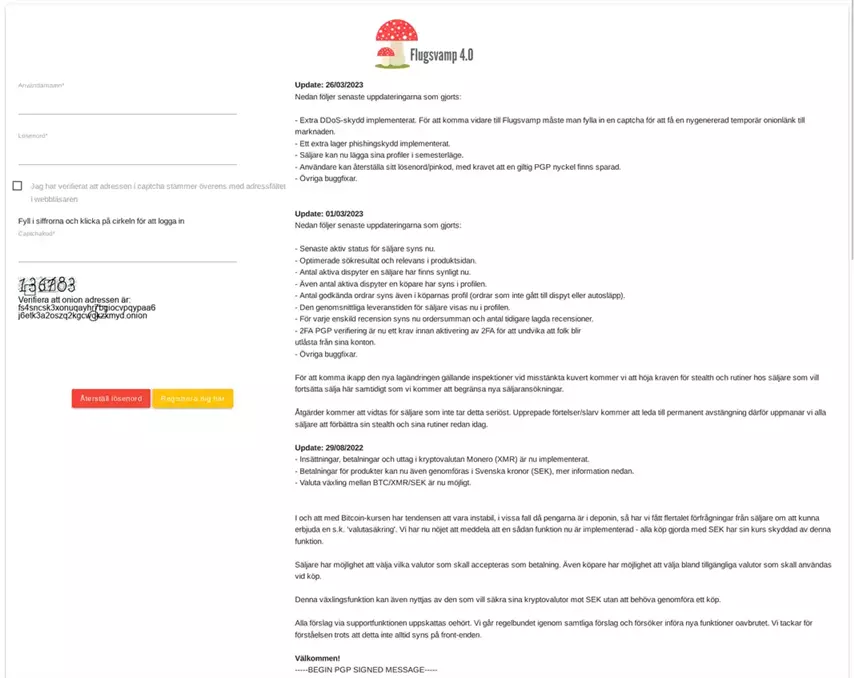 Flugsvamp 4.0
Användarnamn*
Lösenord*
Jag har verifierat att adressen i captcha stämmer överens med adressfältet
i webbläsaren
Fyll i siffrorna och klicka på cirkeln för att logga in
Captchakod*
136783
Verifiera att onion adressen är:
Återställ lösenord
Registrera dig här
Update: 26/03/2023
Nedan följer senaste uppdateringarna som gjorts:
- Extra DDoS-skydd implementerat. För att komma vidare till Flugsvamp måste man fylla in en captcha för att få en nygenererad temporär onionlänk till
marknaden.
- Ett extra lager phishingskydd implementerat.
- Säljare kan nu lägga sina profiler i semesterläge.
- Användare kan återställa sitt lösenord/pinkod, med kravet att en giltig PGP nyckel finns sparad.
- Övriga buggfixar.
Update: 01/03/2023
Nedan följer senaste uppdateringarna som gjorts:
- Senaste aktiv status för säljare syns nu.
- Optimerade sökresultat och relevans i produktsidan.
- Antal aktiva dispyter en säljare har finns synligt nu.
- Även antal aktiva dispyter en köpare har syns i profilen.
- Antal godkända ordrar syns även i köparnas profil (ordrar som inte gått till dispyt eller autosläpp).
- Den genomsnittliga leveranstiden för säljare visas nu i profilen.
- För varje enskild recension syns nu ordersumman och antal tidigare lagda recensioner.
- 2FA PGP verifiering är nu ett krav innan aktivering av 2FA för att undvika att folk blir
utlåsta från sina konton.
- Övriga buggfixar.
För att komma ikapp den nya lagändringen gällande inspektioner vid misstänkta kuvert kommer vi att höja kraven för stealth och rutiner hos säljare som vill
fortsätta sälja här samtidigt som vi kommer att begränsa nya säljaransökningar.
Åtgärder kommer att vidtas för säljare som inte tar detta seriöst. Upprepade förtelser/slarv kommer att leda till permanent avstängning därför uppmanar vi alla
säljare att förbättra sin stealth och sina rutiner redan idag.
Update: 29/08/2022
- Insättningar, betalningar och uttag i kryptovalutan Monero (XMR) är nu implementerat.
- Betalningar för produkter kan nu även genomföras i Svenska kronor (SEK), mer information nedan.
- Valuta växling mellan BTC/XMR/SEK är nu möjligt.
I och att med Bitcoin-kursen har tendensen att vara instabil, i vissa fall då pengarna är i deponin, så har vi fått flertalet förfrågningar från säljare om att kunna
erbjuda en s.k. 'valutasäkring'. Vi har nu nöjet att meddela att en sådan funktion nu är implementerad - alla köp gjorda med SEK har sin kurs skyddad av denna
funktion.
Säljare har möjlighet att välja vilka valutor som skall accepteras som betalning. Även köpare har möjlighet att välja bland tillgängliga valutor som skall användas
vid köp.
Denna växlingsfunktion kan även nyttjas av den som vill säkra sina kryptovalutor mot SEK utan att behöva genomföra ett köp.
Alla förslag via supportfunktionen uppskattas oehört. Vi går regelbundet igenom samtliga förslag och försöker införa nya funktioner oavbrutet. Vi tackar för
förståelsen trots att detta inte alltid syns på front-enden.
Välkommen!
-----BEGIN PGP SIGNED MESSAGE-----